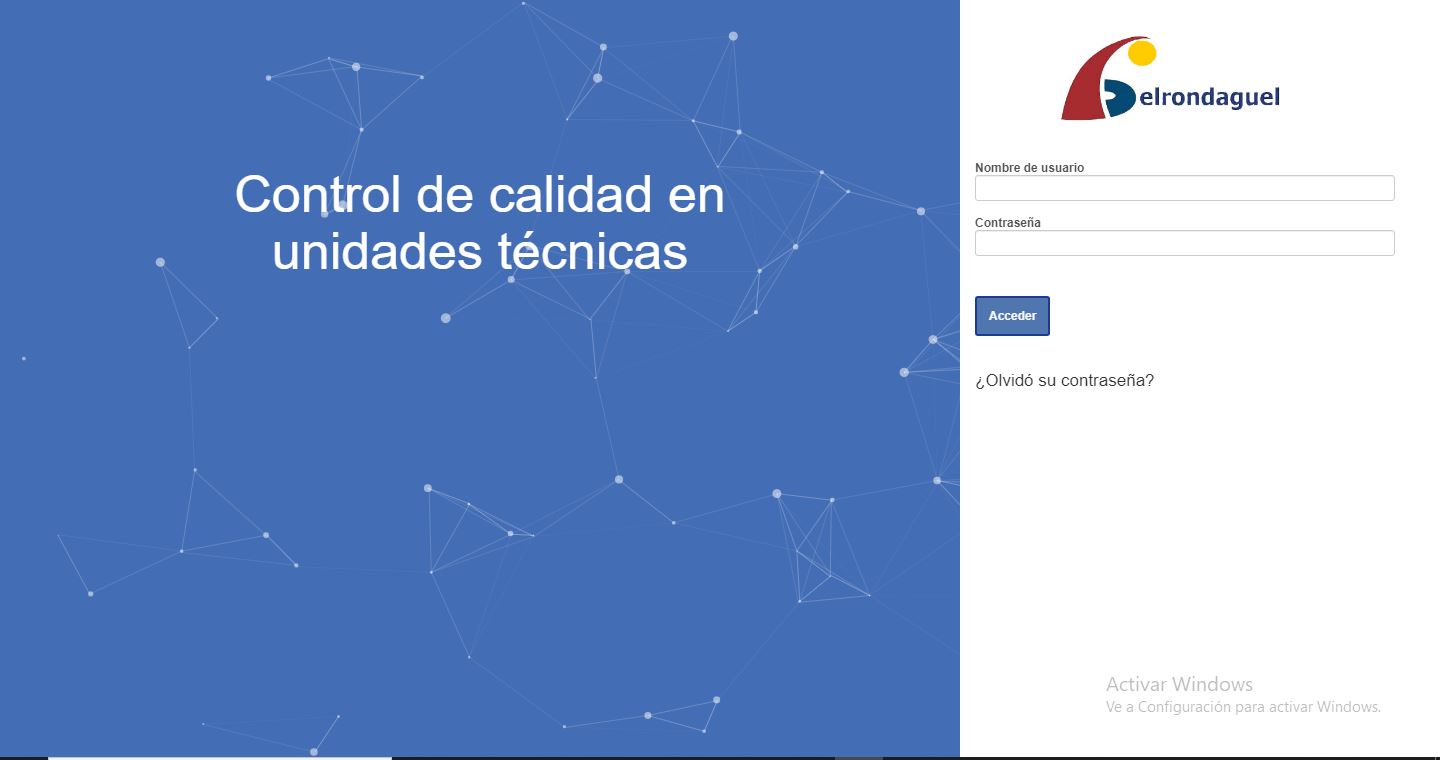 Control de calidad en
unidades técnicas
elrondaguel
Nombre de usuario
Contraseña
Acceder
¿Olvidó su contraseña?
Activar Windows
Ve a Configuración para activar Windows.